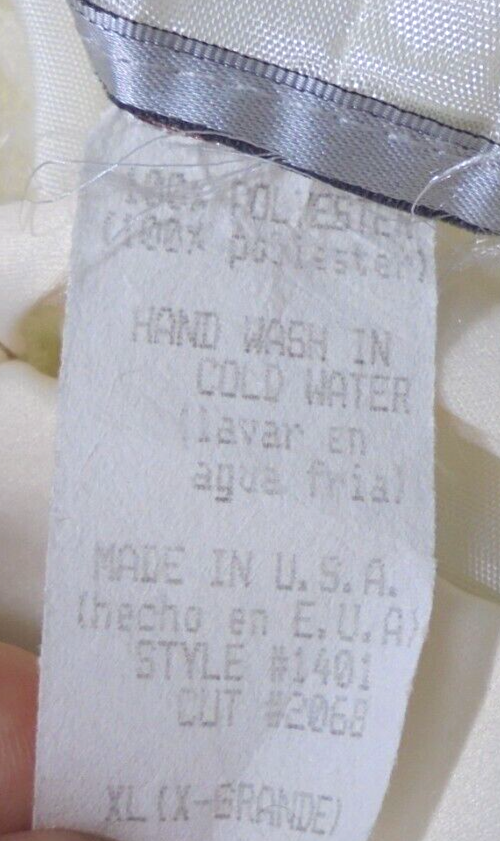 100% POLYESTER
(100% poliester)
HAND WASH IN
COLD WATER
(lavar en
agua fria)
MADE IN U.S.A.
(hecho en E.U.A)
STYLE #1401
CUT #2068
XL (X-GRANDE)